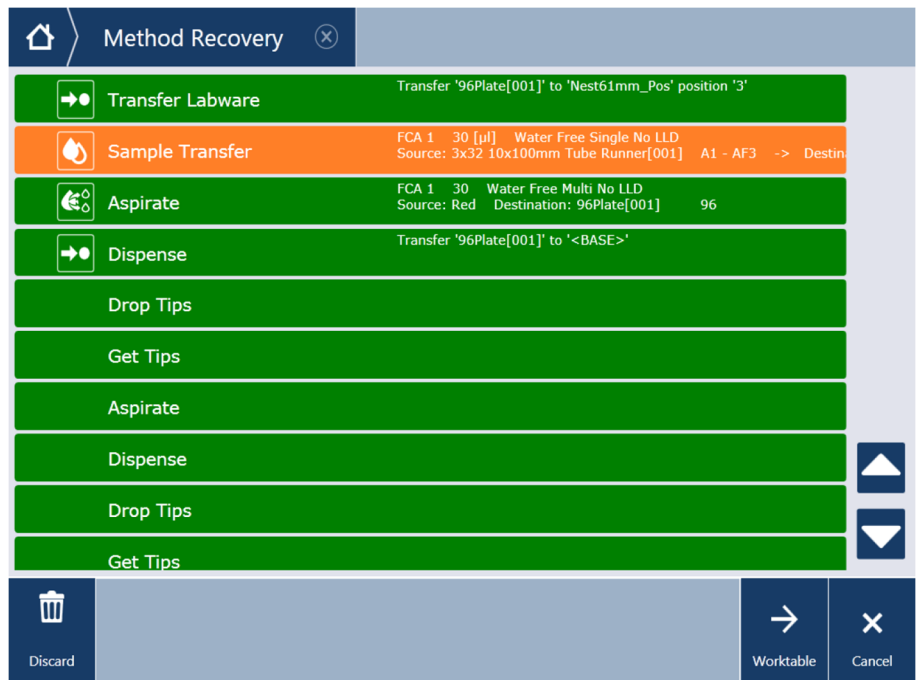 Method Recovery
Transfer Labware
Transfer '96Plate[001]' to 'Nest61mm_Pos' position '3'
Sample Transfer
FCA 1 30 [µl] Water Free Single No LLD
Source: 3x32 10x100mm Tube Runner[001] A1 - AF3 -> Destin
Aspirate
FCA 1 30 Water Free Multi No LLD
Source: Red Destination: 96Plate[001] 96
Dispense
Transfer '96Plate[001]' to '<BASE>'
Drop Tips
Get Tips
Aspirate
Dispense
Drop Tips
Get Tips
Discard
Worktable
Cancel